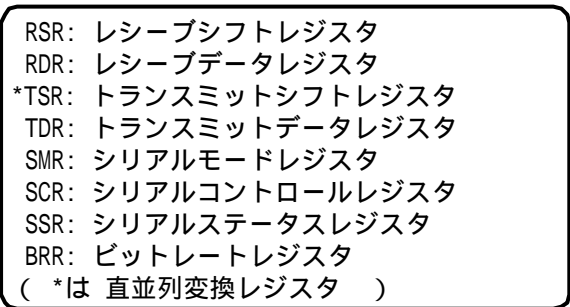 RSR: レシーブシフトレジスタ
RDR: レシーブデータレジスタ
*TSR: トランスミットシフトレジスタ
TDR: トランスミットデータレジスタ
SMR: シリアルモードレジスタ
SCR: シリアルコントロールレジスタ
SSR: シリアルステータスレジスタ
BRR: ビットレートレジスタ
( *は 直並列変換レジスタ )